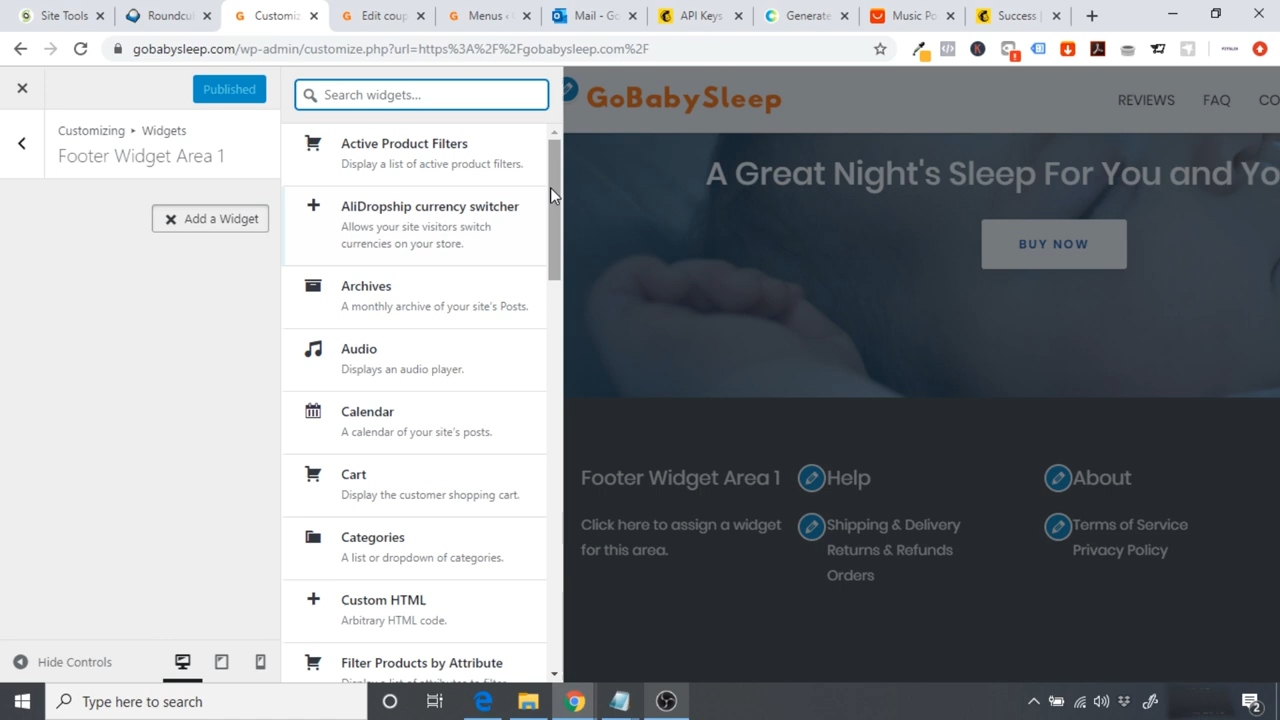 Site Tools
Roundcu
Customiz
Edit coup
Menus ‹
Mail - Go
API Keys
Generate
Music Po
Success |
gobabysleep.com/wp-admin/customize.php?url=https%3A%2F%2Fgobabysleep.com%2F
Published
Customizing ▸ Widgets
Footer Widget Area 1
Add a Widget
Search widgets...
Active Product Filters
Display a list of active product filters.
AliDropship currency switcher
Allows your site visitors switch
currencies on your store.
Archives
A monthly archive of your site's Posts.
Audio
Displays an audio player.
Calendar
A calendar of your site's posts.
Cart
Display the customer shopping cart.
Categories
A list or dropdown of categories.
Custom HTML
Arbitrary HTML code.
Filter Products by Attribute
GoBabySleep
REVIEWS
FAQ
CO
A Great Night's Sleep For You and Yo
BUY NOW
Footer Widget Area 1
Click here to assign a widget
for this area.
Help
Shipping & Delivery
Returns & Refunds
Orders
About
Terms of Service
Privacy Policy
Hide Controls
Type here to search
2